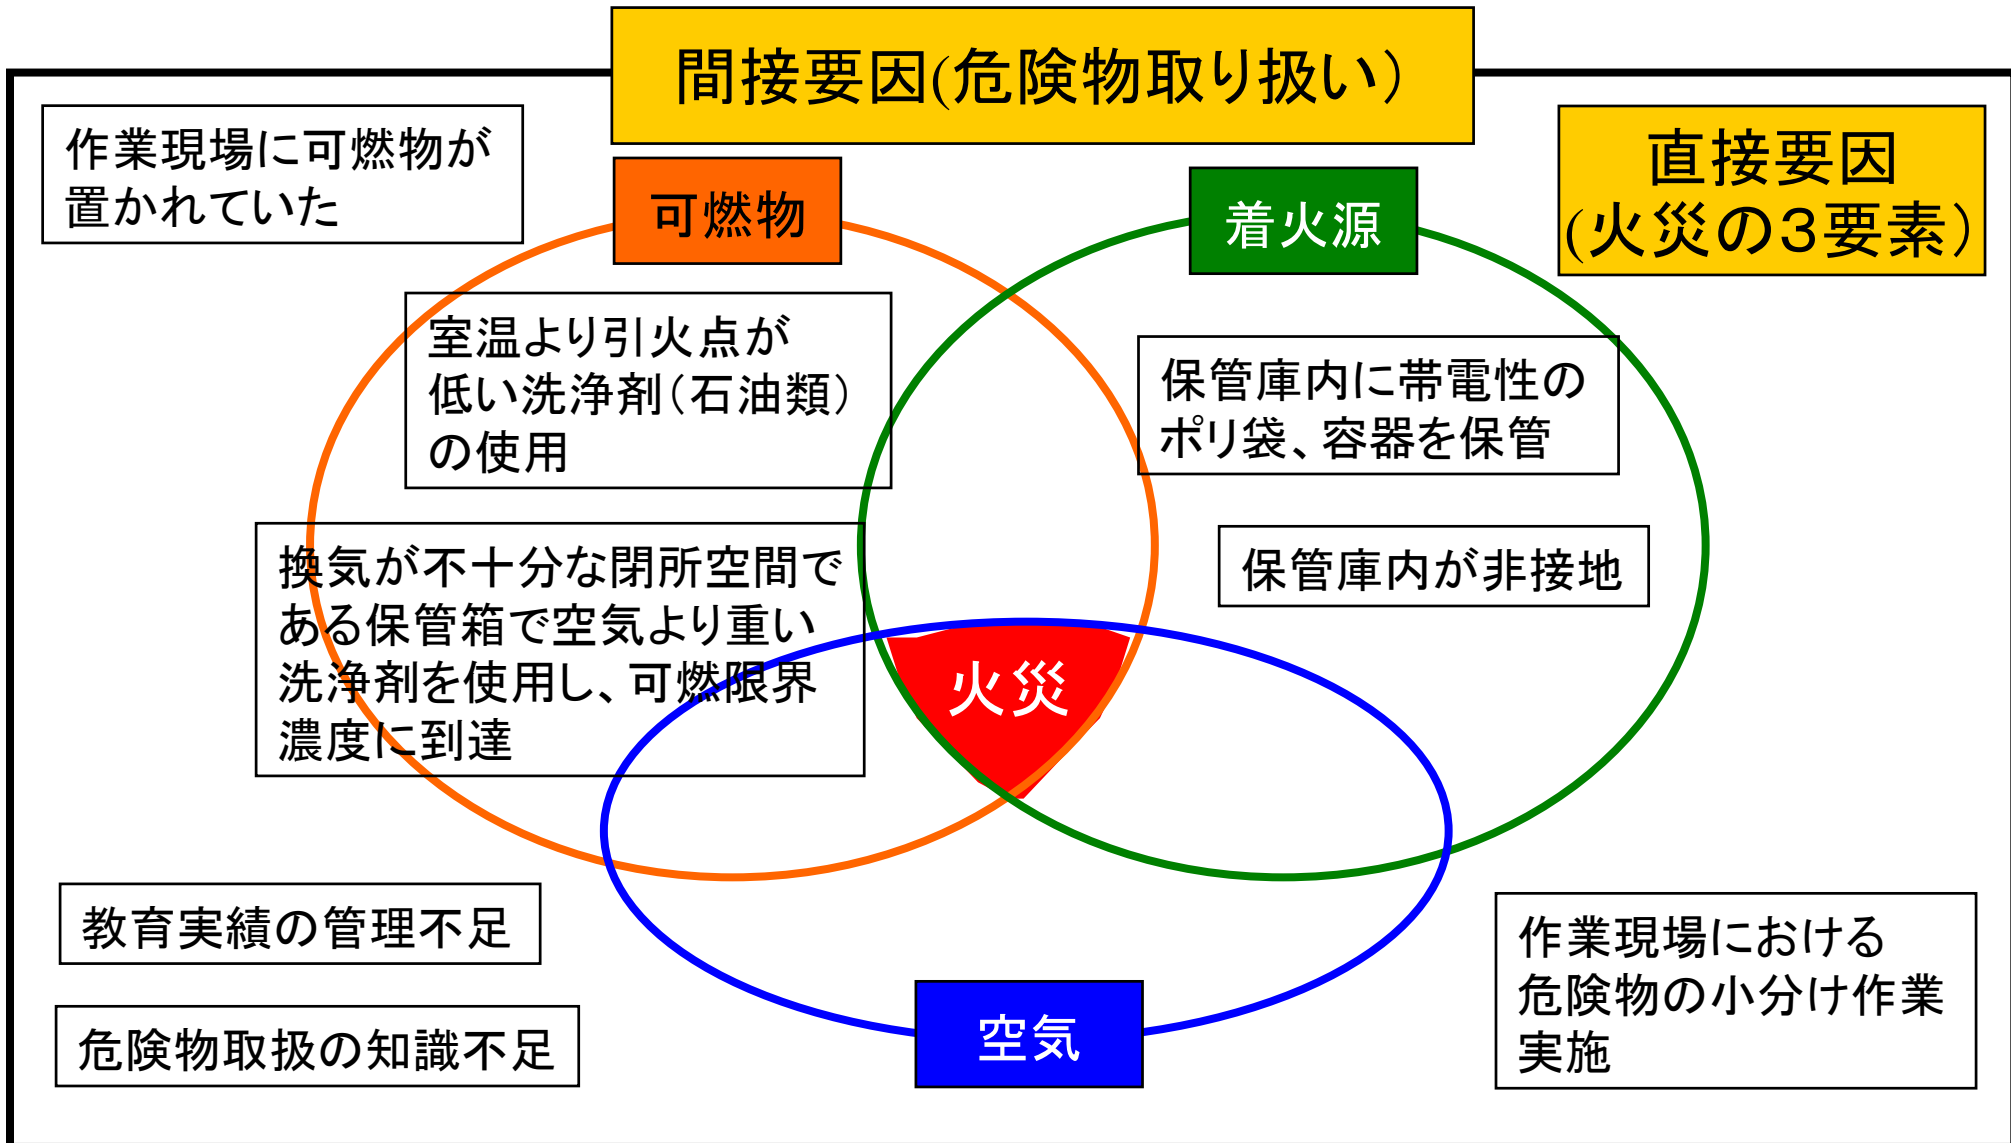 間接要因(危険物取り扱い）
作業現場に可燃物が
置かれていた
直接要因
(火災の３要素）
可燃物
着火源
室温より引火点が
低い洗浄剤（石油類）
の使用
保管庫内に帯電性の
ポリ袋、容器を保管
換気が不十分な閉所空間で
ある保管箱で空気より重い
洗浄剤を使用し、可燃限界
濃度に到達
保管庫内が非接地
火災
教育実績の管理不足
危険物取扱の知識不足
空気
作業現場における
危険物の小分け作業
実施